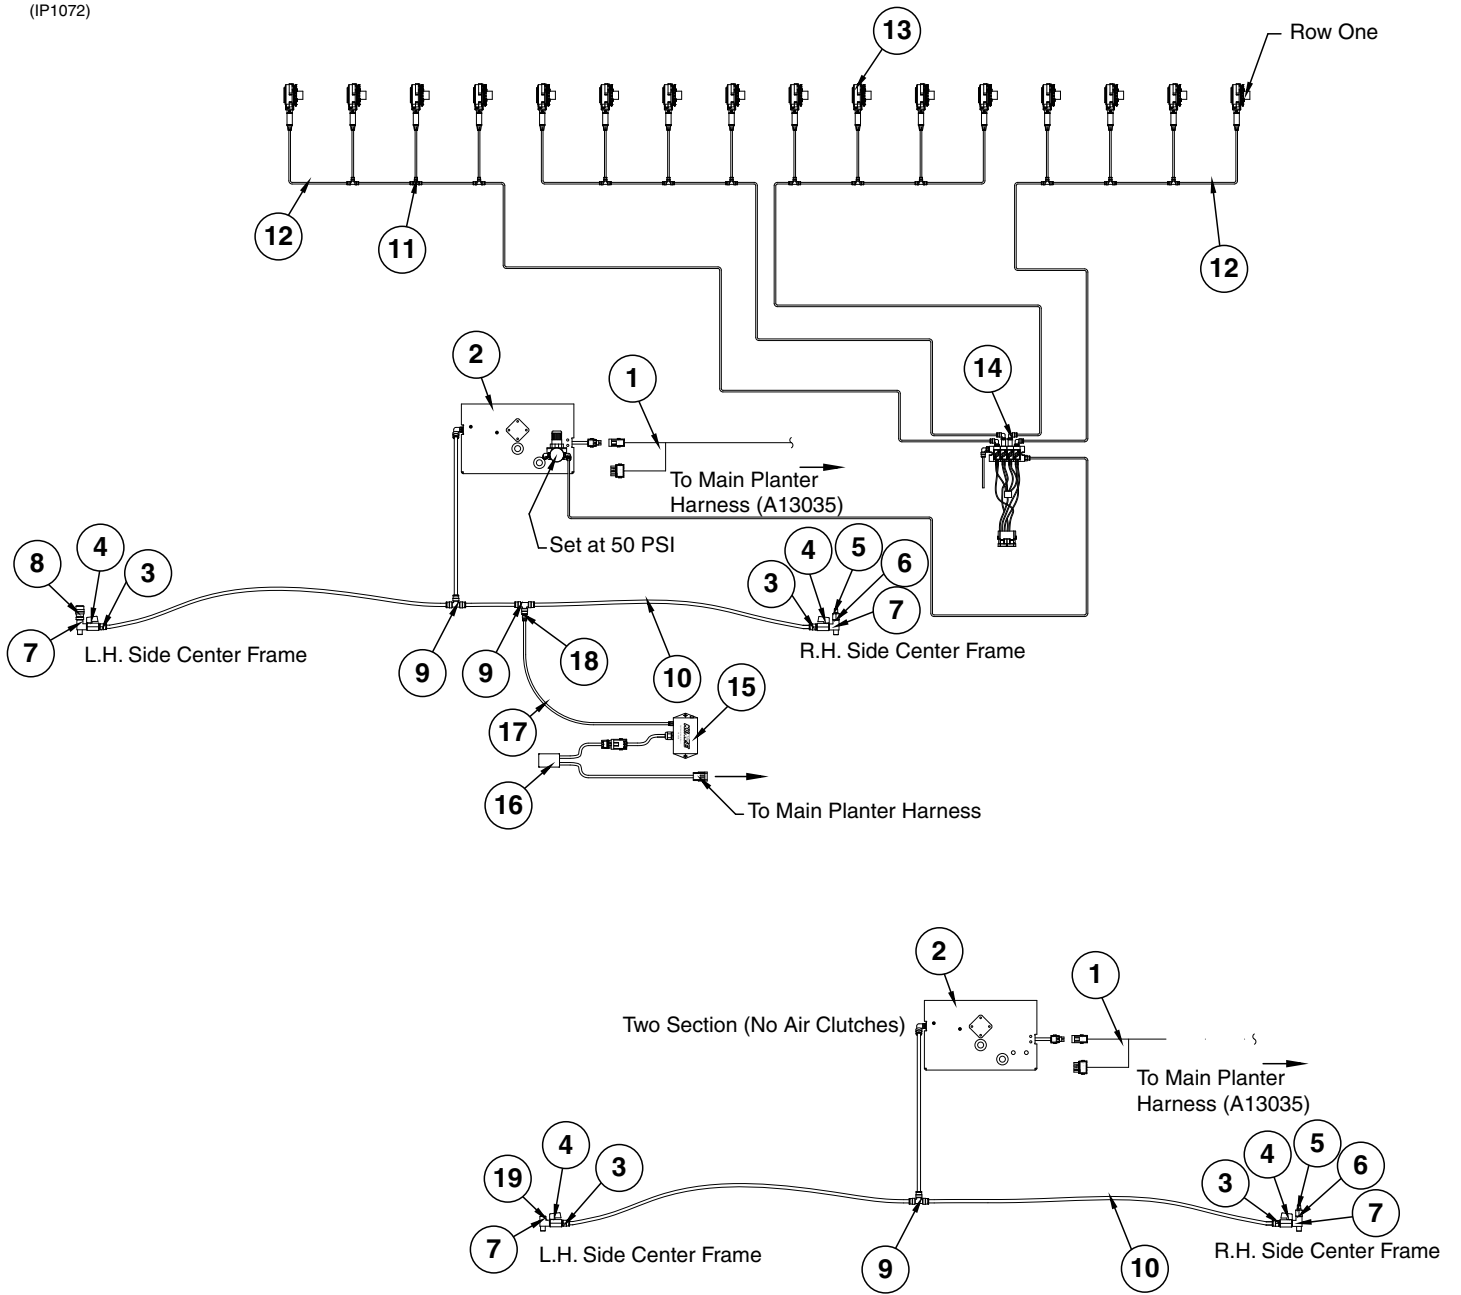 (IP1072)
Row One
13
12
11
12
2
1
14
To Main Planter
Harness (A13035)
Set at 50 PSI
8
4
3
4
5
3
6
7
7
L.H. Side Center Frame
R.H. Side Center Frame
9
9
18
10
15
17
16
To Main Planter Harness
2
1
Two Section (No Air Clutches)
To Main Planter
Harness (A13035)
4
19
3
4
5
3
6
7
7
L.H. Side Center Frame
R.H. Side Center Frame
9
10